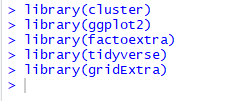 > library(cluster)
> library(ggplot2)
> library(factoextra)
> library(tidyverse)
> library(gridExtra)
>